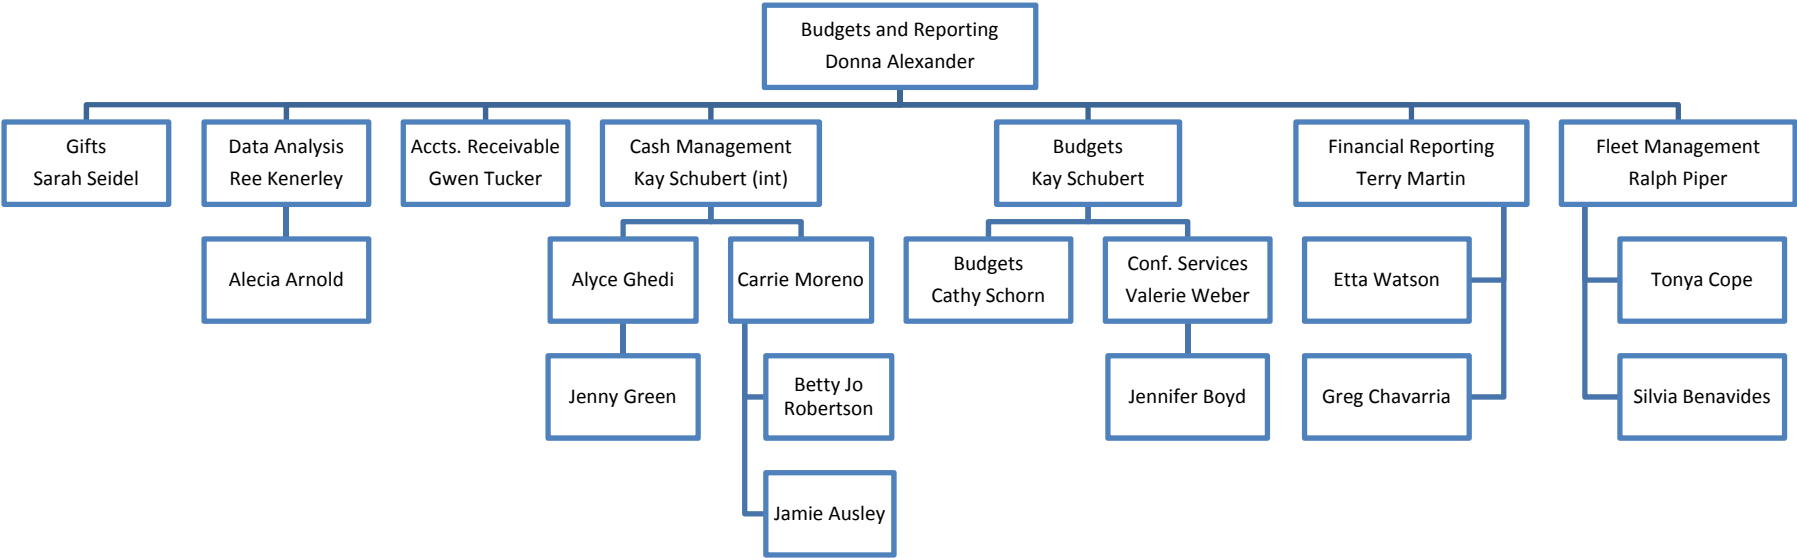 Budgets and Reporting
Donna Alexander
Gifts
Sarah Seidel
Data Analysis
Ree Kenerley
Accts. Receivable
Gwen Tucker
Cash Management
Kay Schubert (int)
Budgets
Kay Schubert
Financial Reporting
Terry Martin
Fleet Management
Ralph Piper
Alecia Arnold
Alyce Ghedi
Carrie Moreno
Budgets
Cathy Schorn
Conf. Services
Valerie Weber
Etta Watson
Tonya Cope
Jenny Green
Betty Jo
Robertson
Jennifer Boyd
Greg Chavarria
Silvia Benavides
Jamie Ausley